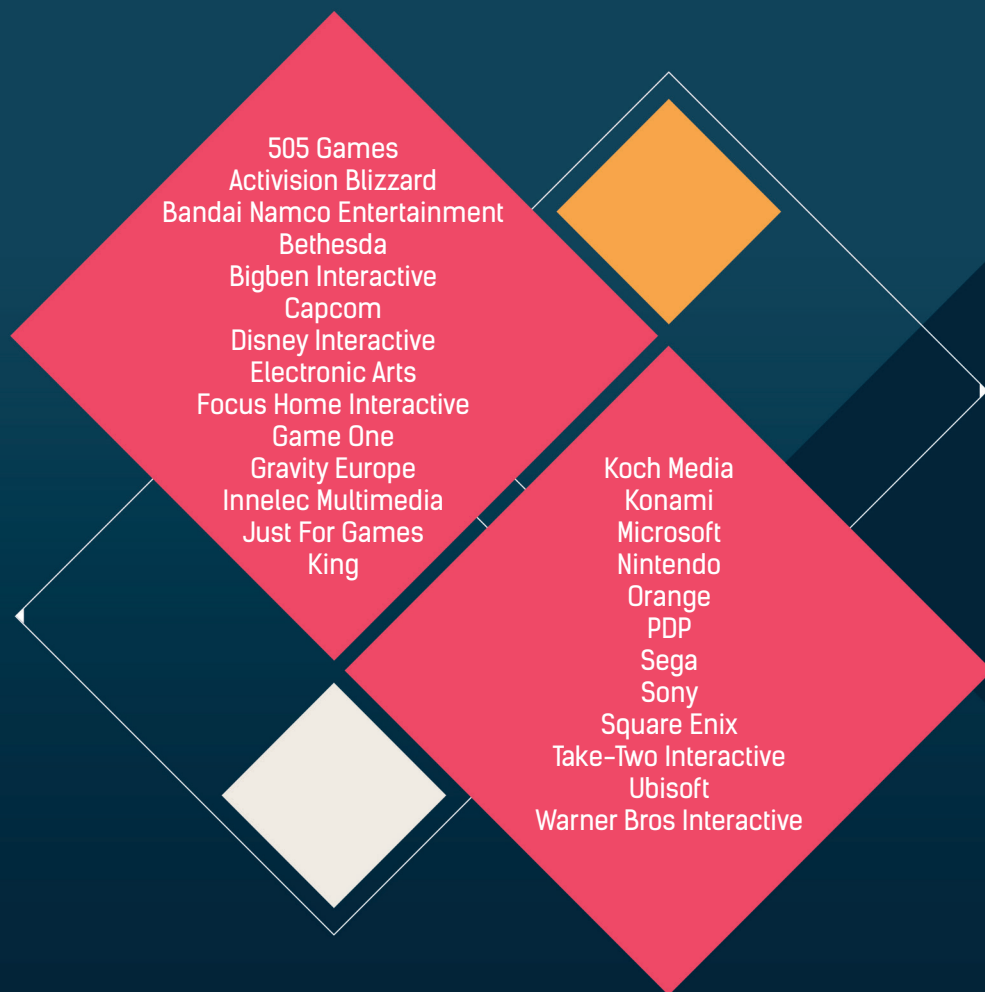 505 Games
Activision Blizzard
Bandai Namco Entertainment
Bethesda
Bigben Interactive
Capcom
Disney Interactive
Electronic Arts
Focus Home Interactive
Game One
Gravity Europe
Innelec Multimedia
Just For Games
King
Koch Media
Konami
Microsoft
Nintendo
Orange
PDP
Sega
Sony
Square Enix
Take-Two Interactive
Ubisoft
Warner Bros Interactive